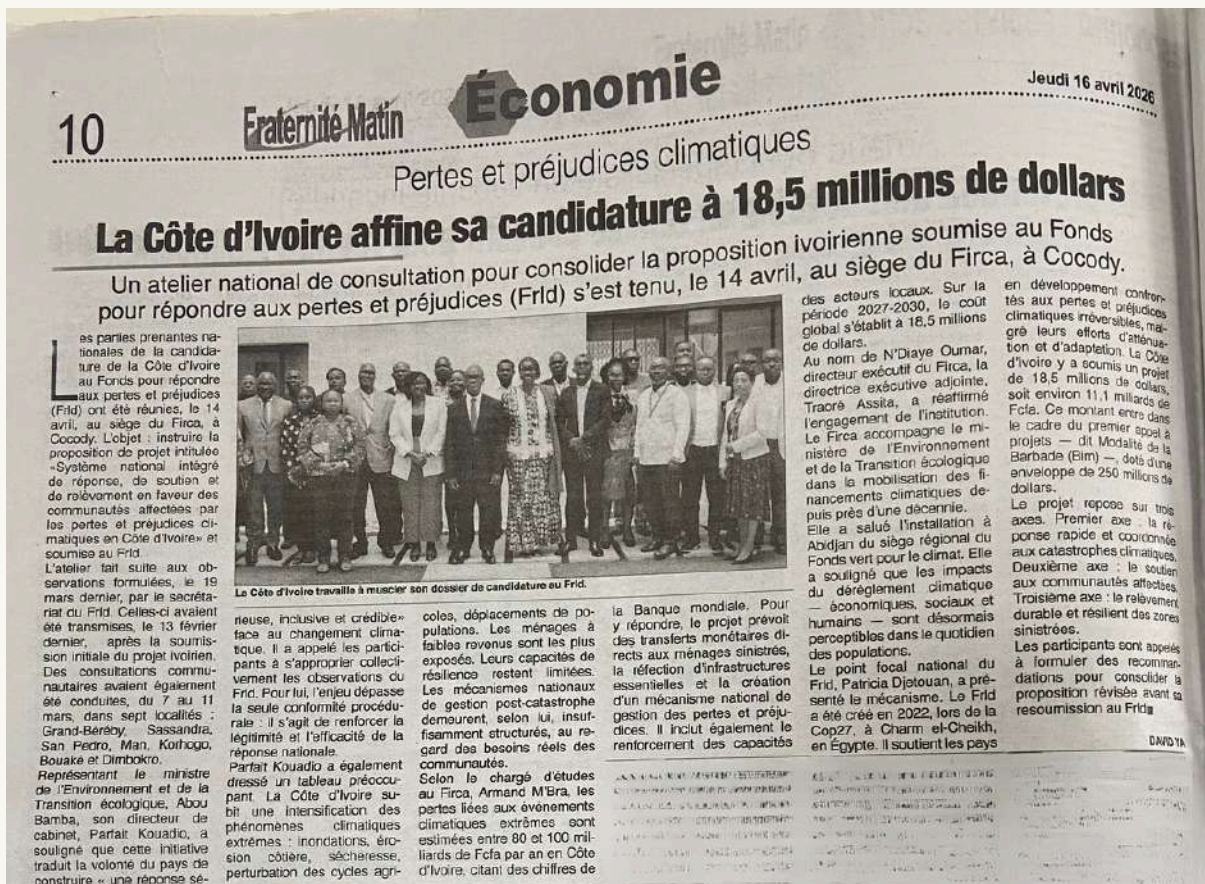 10
Fraternité Matin
Économie
Jeudi 16 avril 2026
Pertes et préjudices climatiques
La Côte d'Ivoire affine sa candidature à 18,5 millions de dollars
Un atelier national de consultation pour consolider la proposition ivoirienne soumise au Fonds
pour répondre aux pertes et préjudices (Frld) s'est tenu, le 14 avril, au siège du Firca, à Cocody.
Les parties prenantes na-
tionales de la candida-
ture de la Côte d'Ivoire
au Fonds pour répondre
aux pertes et préjudices
(Frld) ont été réunies, le 14
avril, au siège du Firca, à
Cocody. L'objet : instruire la
proposition de projet intitulée
«Système national intégré
de réponse, de soutien et
de relèvement en faveur des
communautés affectées par
les pertes et préjudices cli-
matiques en Côte d'Ivoire» et
soumise au Frld.
L'atelier fait suite aux ob-
servations formulées, le 19
mars dernier, par le secréta-
riat du Frld. Celles-ci avaient
été transmises, le 13 février
dernier, après la soumis-
sion initiale du projet ivoirien.
Des consultations commu-
nautaires avaient également
été conduites, du 7 au 11
mars, dans sept localités :
Grand-Béréby, Sassandra,
San Pedro, Man, Korhogo,
Bouaké et Dimbokro.
Représentant le ministre
de l'Environnement et de la
Transition écologique, Abou
Bamba, son directeur de
cabinet, Parfait Kouadio, a
souligné que cette initiative
traduit la volonté du pays de
construire « une réponse sé-
La Côte d'Ivoire travaille à muscler son dossier de candidature au Frld.
rieuse, inclusive et crédible»
face au changement clima-
tique. Il a appelé les partici-
pants à s'approprier collecti-
vement les observations du
Frld. Pour lui, l'enjeu dépasse
la seule conformité procédu-
rale : il s'agit de renforcer la
légitimité et l'efficacité de la
réponse nationale.
Parfait Kouadio a également
dressé un tableau préoccu-
pant. La Côte d'Ivoire su-
bit une intensification des
phénomènes climatiques
extrêmes : inondations, éro-
sion côtière, sécheresse,
perturbation des cycles agri-
coles, déplacements de po-
pulations. Les ménages à
faibles revenus sont les plus
exposés. Leurs capacités de
résilience restent limitées.
Les mécanismes nationaux
de gestion post-catastrophe
demeurent, selon lui, insuf-
fisamment structurés, au re-
gard des besoins réels des
communautés.
Selon le chargé d'études
au Firca, Armand M'Bra, les
pertes liées aux événements
climatiques extrêmes sont
estimées entre 80 et 100 mil-
liards de Fcfa par an en Côte
d'Ivoire, citant des chiffres de
la Banque mondiale. Pour
y répondre, le projet prévoit
des transferts monétaires di-
rects aux ménages sinistrés,
la réfection d'infrastructures
essentielles et la création
d'un mécanisme national de
gestion des pertes et préju-
dices. Il inclut également le
renforcement des capacités
des acteurs locaux. Sur la
période 2027-2030, le coût
global s'établit à 18,5 millions
de dollars.
Au nom de N'Diaye Oumar,
directeur exécutif du Firca, la
directrice exécutive adjointe,
Traoré Assita, a réaffirmé
l'engagement de l'institution.
Le Firca accompagne le mi-
nistère de l'Environnement
et de la Transition écologique
dans la mobilisation des fi-
nancements climatiques de-
puis près d'une décennie.
Elle a salué l'installation à
Abidjan du siège régional du
Fonds vert pour le climat. Elle
a souligné que les impacts
du dérèglement climatique
— économiques, sociaux et
humains — sont désormais
perceptibles dans le quotidien
des populations.
Le point focal national du
Frld, Patricia Djetouan, a pré-
senté le mécanisme. Le Frld
a été créé en 2022, lors de la
Cop27, à Charm el-Cheikh,
en Égypte. Il soutient les pays
en développement confron-
tés aux pertes et préjudices
climatiques irréversibles, mal-
gré leurs efforts d'atténua-
tion et d'adaptation. La Côte
d'Ivoire y a soumis un projet
de 18,5 millions de dollars,
soit environ 11,1 milliards de
Fcfa. Ce montant entre dans
le cadre du premier appel à
projets — dit Modalité de la
Barbade (Bim) —, doté d'une
enveloppe de 250 millions de
dollars.
Le projet repose sur trois
axes. Premier axe : la ré-
ponse rapide et coordonnée
aux catastrophes climatiques.
Deuxième axe : le soutien
aux communautés affectées.
Troisième axe : le relèvement
durable et résilient des zones
sinistrées.
Les participants sont appelés
à formuler des recomman-
dations pour consolider la
proposition révisée avant sa
resoumission au Frld■
DAVID YA